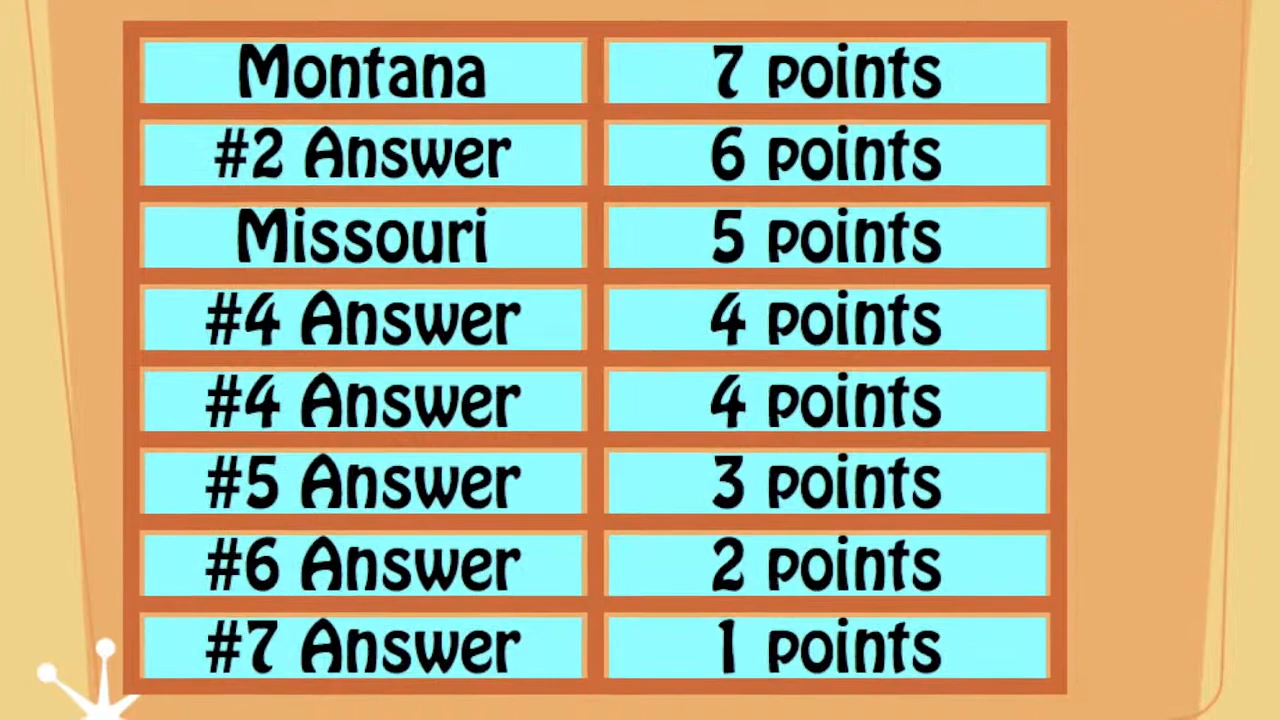 Montana 7 points
#2 Answer 6 points
Missouri 5 points
#4 Answer 4 points
#4 Answer 4 points
#5 Answer 3 points
#6 Answer 2 points
#7 Answer 1 points